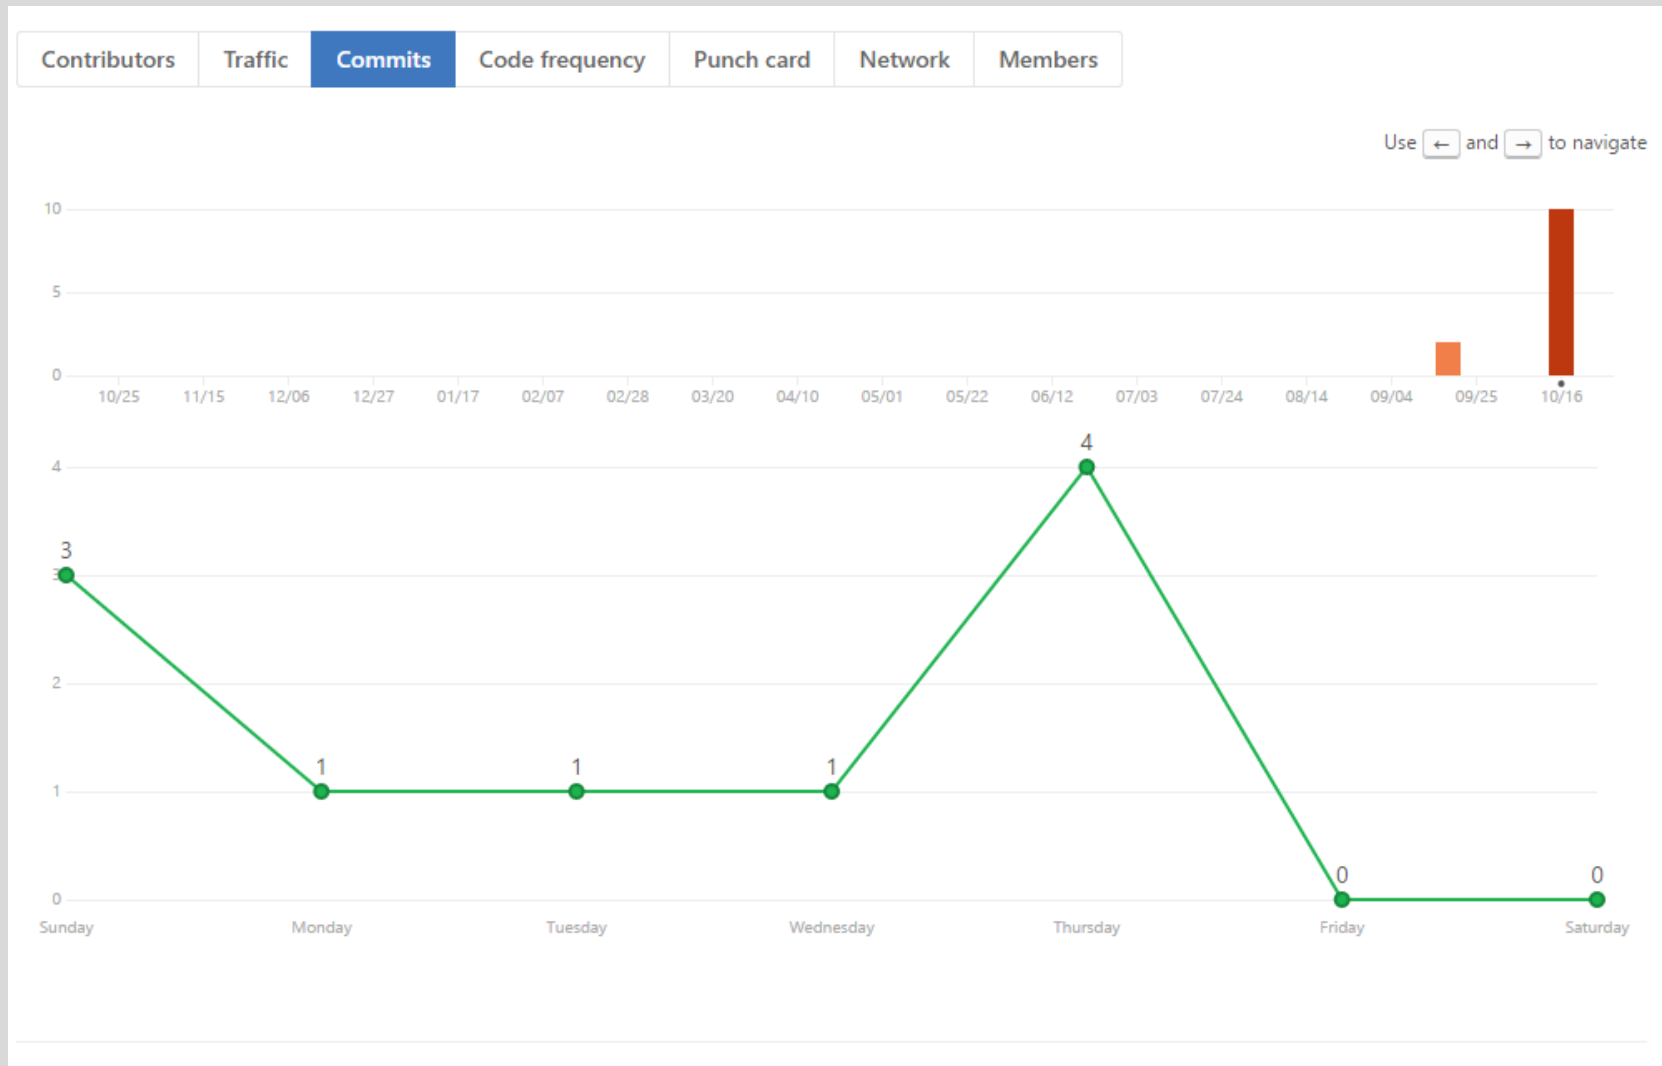 Contributors Traffic Commits Code frequency Punch card Network Members
Use ← and → to navigate
10
5
0
10/25 11/15 12/06 12/27 01/17 02/07 02/28 03/20 04/10 05/01 05/22 06/12 07/03 07/24 08/14 09/04 09/25 10/16
4
4
3
3
2
1 1 1
1
0 0
0
Sunday Monday Tuesday Wednesday Thursday Friday Saturday